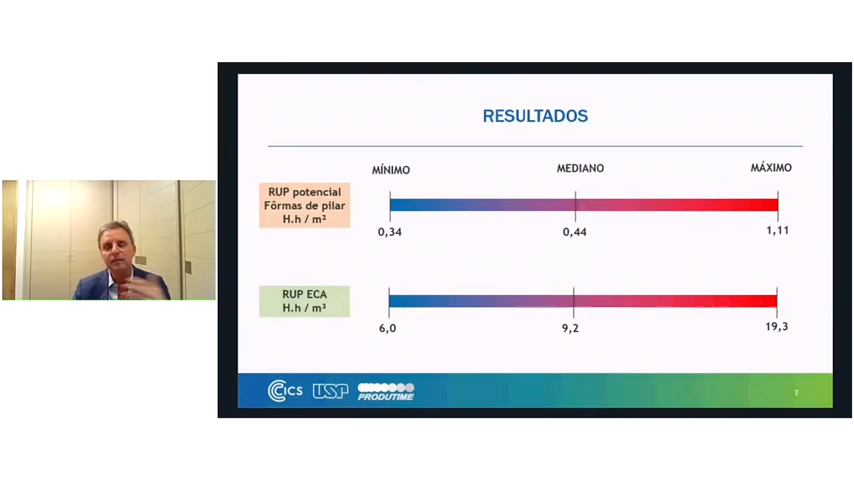 RESULTADOS
MÍNIMO
MEDIANO
MÁXIMO
RUP potencial
Fôrmas de pilar
H.h / m²
0,34
0,44
1,11
RUP ECA
H.h / m³
6,0
9,2
19,3
CICS
USP
PRODUTIME
7